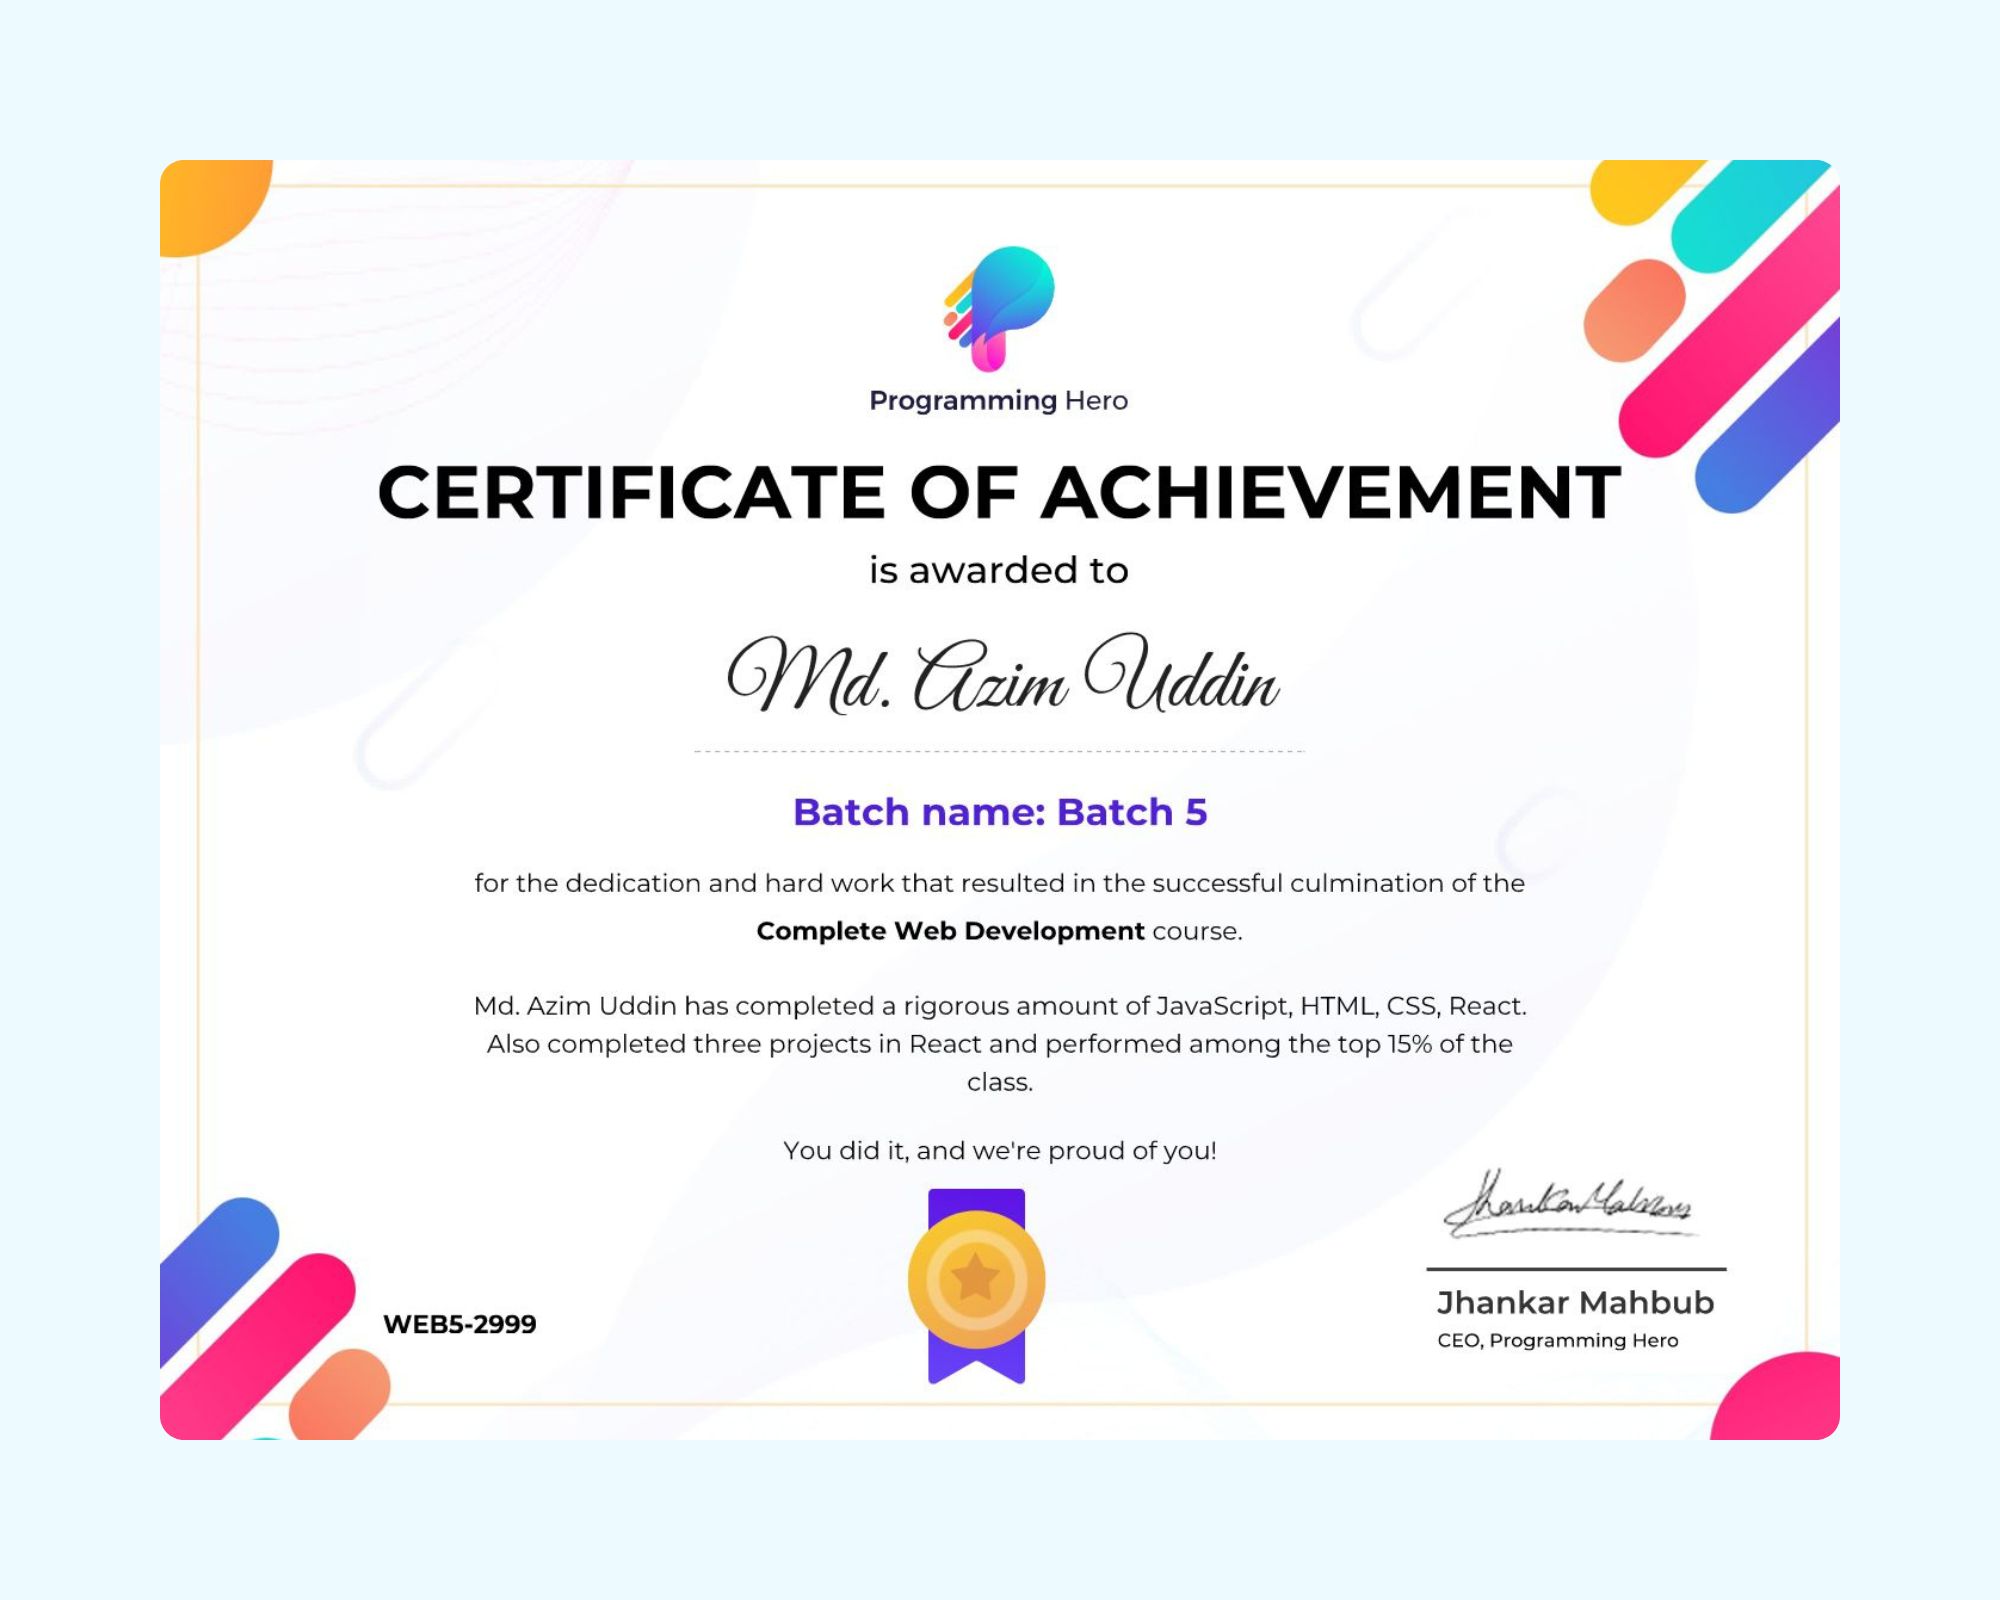 Programming Hero
CERTIFICATE OF ACHIEVEMENT
is awarded to
Md. Azim Uddin
Batch name: Batch 5
for the dedication and hard work that resulted in the successful culmination of the
Complete Web Development course.
Md. Azim Uddin has completed a rigorous amount of JavaScript, HTML, CSS, React.
Also completed three projects in React and performed among the top 15% of the
class.
You did it, and we're proud of you!
Jhankar Mahbub
WEB5-2999
Jhankar Mahbub
CEO, Programming Hero